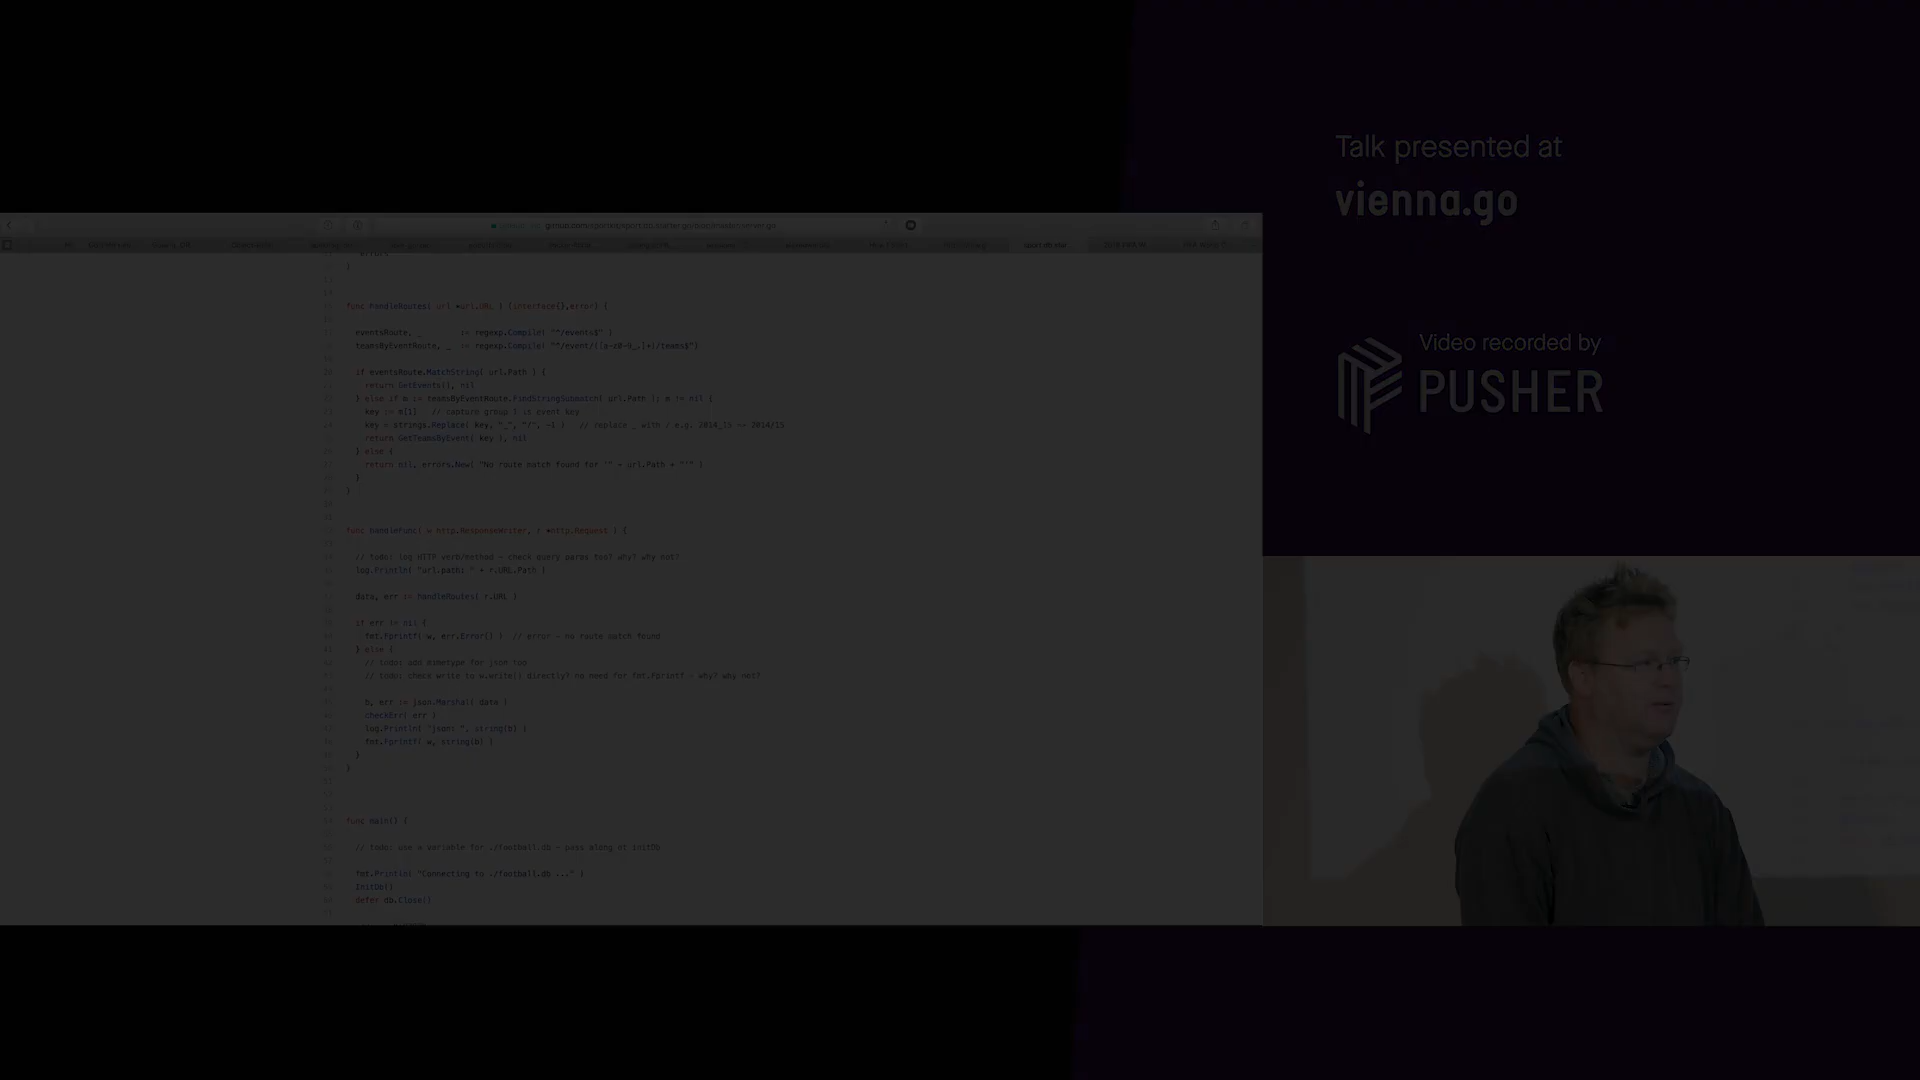 func handleRoutes( url *url.URL ) (interface{},error) {
eventsRoute, _ := regexp.Compile( "^/events$" )
teamsByEventRoute, _ := regexp.Compile( "^/event/([a-z0-9_.]+)/teams$")
if eventsRoute.MatchString( url.Path ) {
return GetEvents(), nil
} else if m := teamsByEventRoute.FindStringSubmatch( url.Path ); m != nil {
key := m[1] // capture group 1 is event key
key = strings.Replace( key, "_", "/", -1 ) // replace _ with / e.g. 2014_15 => 2014/15
return GetTeamsByEvent( key ), nil
} else {
return nil, errors.New( "No route match found for '" + url.Path + "'" )
}
}
func handleFunc( w http.ResponseWriter, r *http.Request ) {
// todo: log HTTP verb/method - check query params too? why? why not?
log.Println( "url.path: " + r.URL.Path )
data, err := handleRoutes( r.URL )
if err != nil {
fmt.Fprintf( w, err.Error() ) // error - no route match found
} else {
// todo: add mimetype for json too
// todo: check write to w.write() directly? no need for fmt.Fprintf - why? why not?
b, err := json.Marshal( data )
checkErr( err )
log.Println( "json: ", string(b) )
fmt.Fprintf( w, string(b) )
}
}
func main() {
// todo: use a variable for ./football.db - pass along at initDb
fmt.Println( "Connecting to ./football.db ..." )
InitDb()
defer db.Close()
Talk presented at
vienna.go
Video recorded by
PUSHER